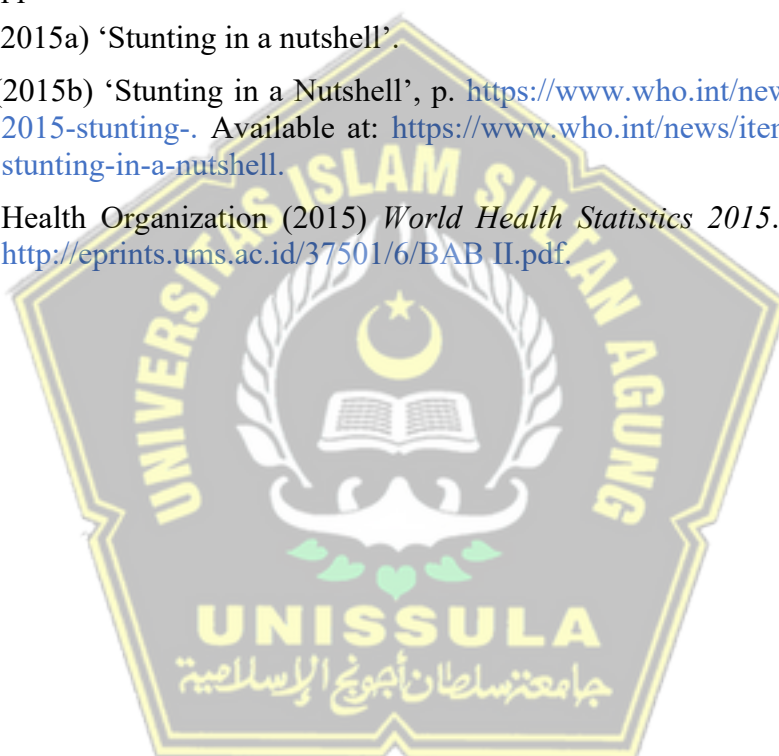 2015a) ‘Stunting in a nutshell’.
(2015b) ‘Stunting in a Nutshell’, p. https://www.who.int/new
2015-stunting-. Available at: https://www.who.int/news/iter
stunting-in-a-nutshell.
Health Organization (2015) World Health Statistics 2015.
http://eprints.ums.ac.id/37501/6/BAB II.pdf.
UNIVERSITAS ISLAM SULTAN AGUNG
UNISSULA
جامعة سلطان أجونج الإسلامية